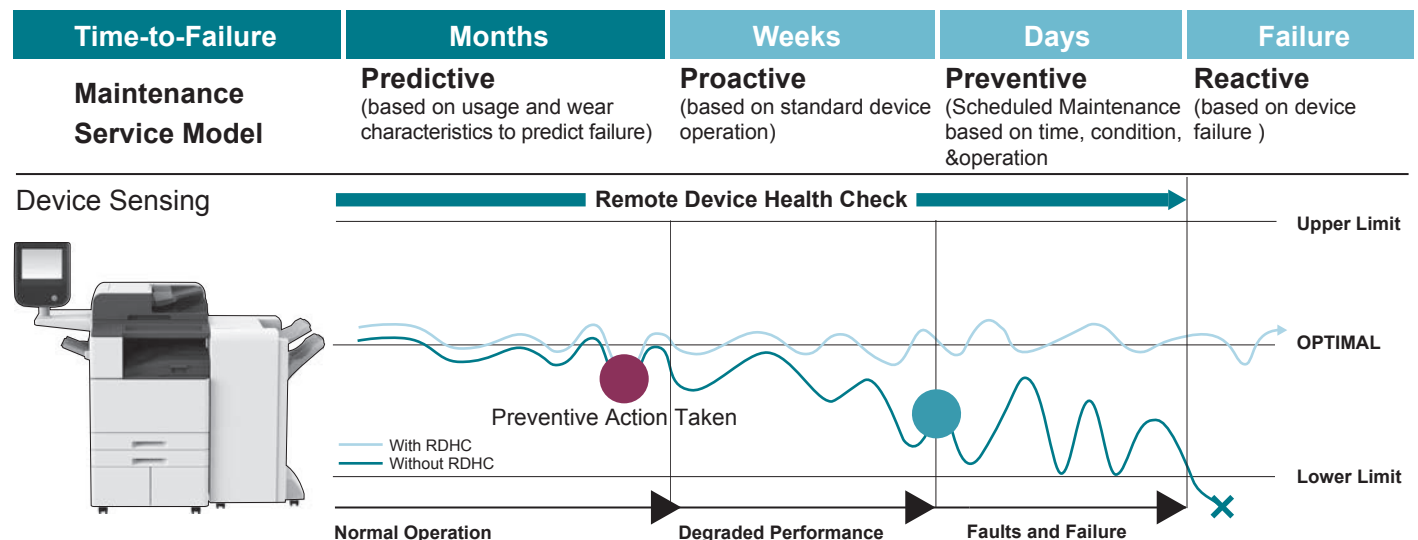 Time-to-Failure Months Weeks Days Failure
Maintenance
Service Model
Predictive
(based on usage and wear
characteristics to predict failure)
Proactive
(based on standard device
operation)
Preventive
(Scheduled Maintenance
based on time, condition,
&operation
Reactive
(based on device
failure )
Device Sensing
Remote Device Health Check
Upper Limit
OPTIMAL
Preventive Action Taken
With RDHC
Without RDHC
Lower Limit
Normal Operation
Degraded Performance
Faults and Failure